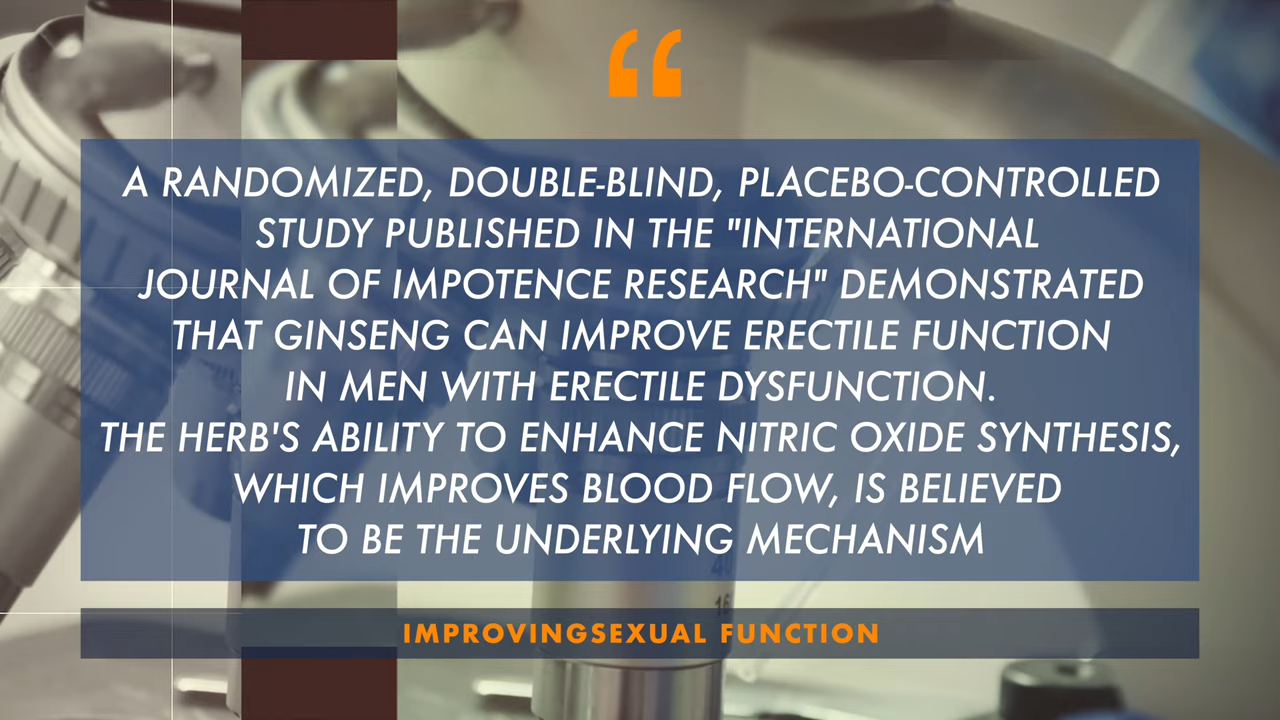 “
A RANDOMIZED, DOUBLE-BLIND, PLACEBO-CONTROLLED
STUDY PUBLISHED IN THE "INTERNATIONAL
JOURNAL OF IMPOTENCE RESEARCH" DEMONSTRATED
THAT GINSENG CAN IMPROVE ERECTILE FUNCTION
IN MEN WITH ERECTILE DYSFUNCTION.
THE HERB'S ABILITY TO ENHANCE NITRIC OXIDE SYNTHESIS,
WHICH IMPROVES BLOOD FLOW, IS BELIEVED
TO BE THE UNDERLYING MECHANISM
40
16
IMPROVINGSEXUAL FUNCTION